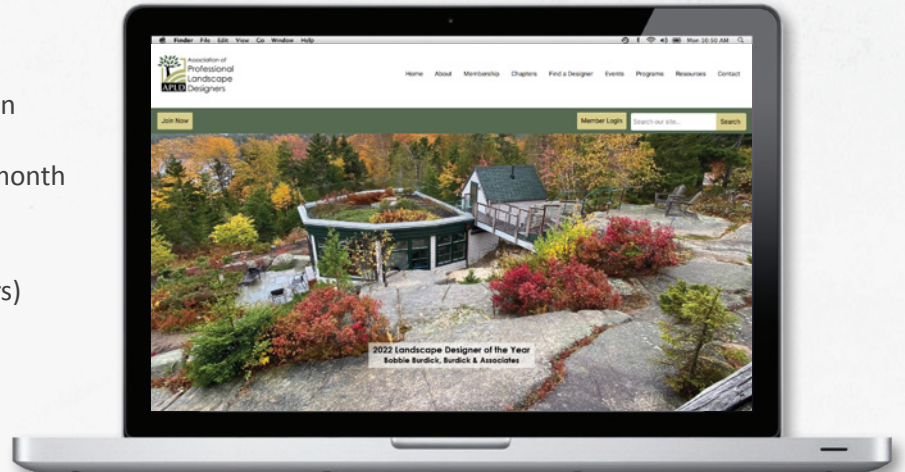 n
month
s)
Finder File Edit View Go Window Help
Mon 10:50 AM
Association of
Professional
Landscape
APLD Designers
Home About Membership Chapters Find a Designer Events Programs Resources Contact
Join Now
Member Login
Search our site...
Search
2022 Landscape Designer of the Year
Bobbie Burdick, Burdick & Associates